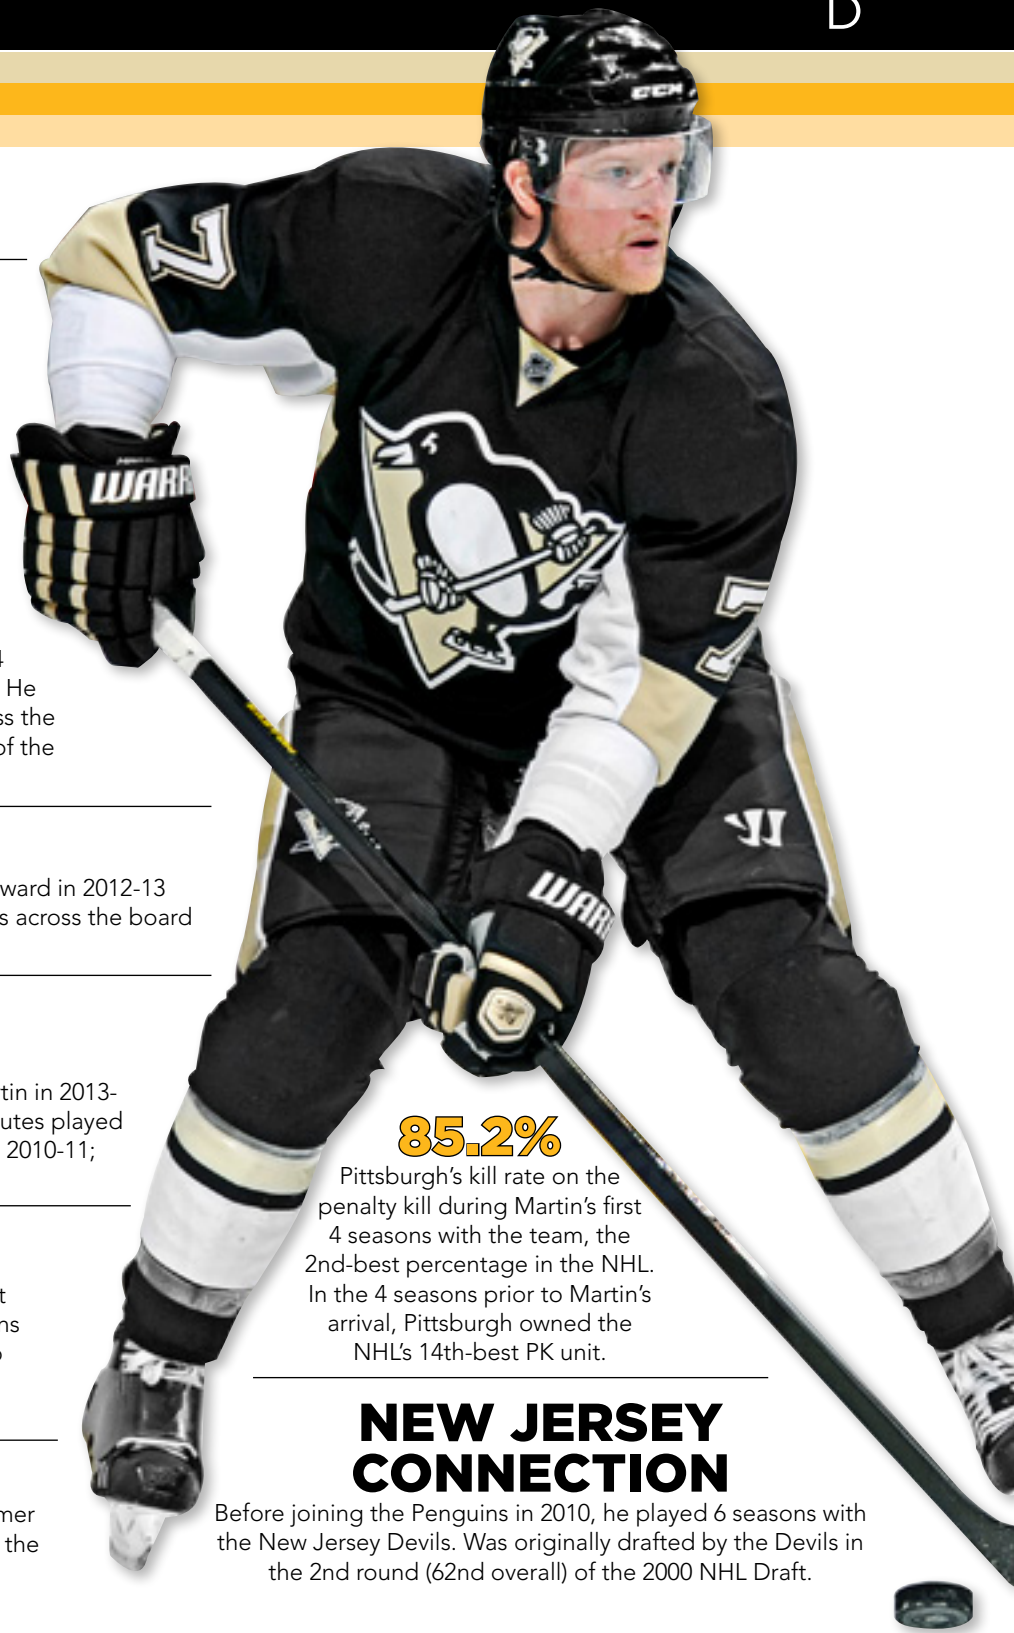 D
CCM
7
WARR
7
4
He
ss the
of the
ward in 2012-13
s across the board
WARR
tin in 2013-
utes played
2010-11;
85.2%
Pittsburgh's kill rate on the
penalty kill during Martin's first
4 seasons with the team, the
2nd-best percentage in the NHL.
In the 4 seasons prior to Martin's
arrival, Pittsburgh owned the
NHL's 14th-best PK unit.
t
ns
NEW JERSEY
CONNECTION
mer
the
Before joining the Penguins in 2010, he played 6 seasons with
the New Jersey Devils. Was originally drafted by the Devils in
the 2nd round (62nd overall) of the 2000 NHL Draft.